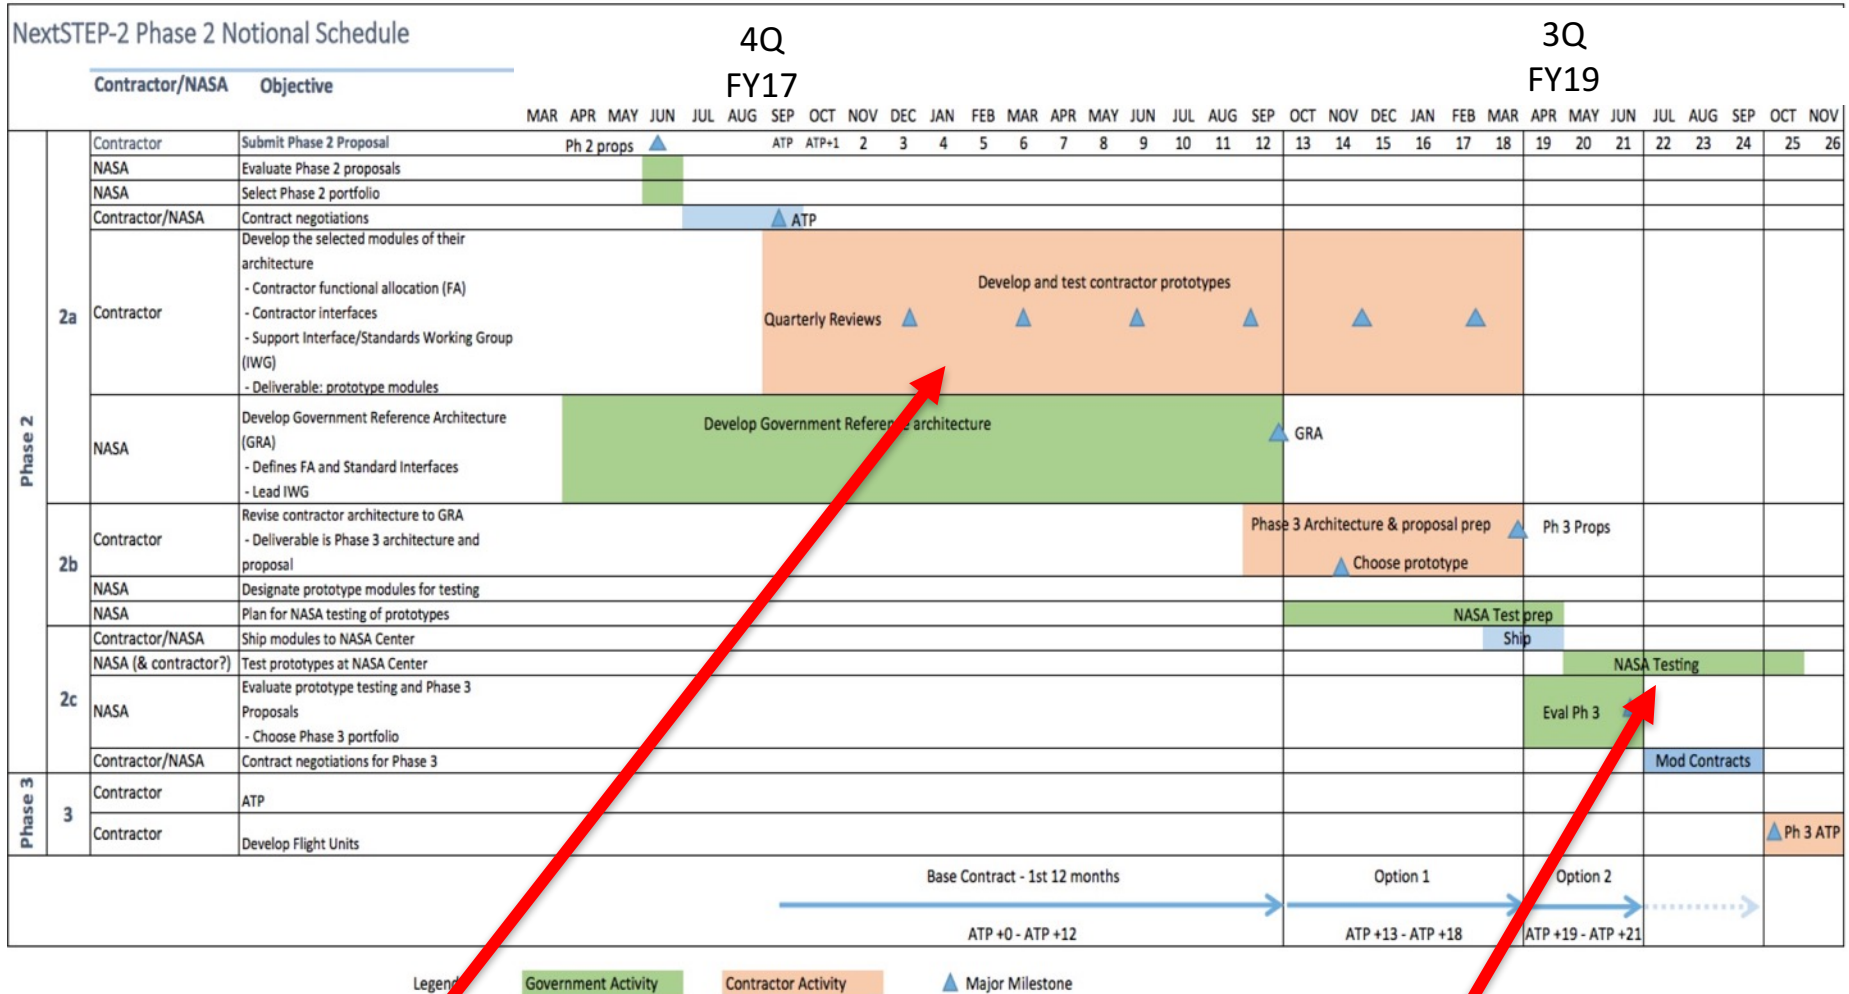 NextSTEP-2 Phase 2 Notional Schedule
4Q
FY17
3Q
FY19
Contractor/NASA Objective
MAR APR MAY JUN JUL AUG SEP OCT NOV DEC JAN FEB MAR APR MAY JUN JUL AUG SEP OCT NOV DEC JAN FEB MAR APR MAY JUN JUL AUG SEP OCT NOV
Contractor Submit Phase 2 Proposal Ph 2 props ATP ATP+1 2 3 4 5 6 7 8 9 10 11 12 13 14 15 16 17 18 19 20 21 22 23 24 25 26
NASA Evaluate Phase 2 proposals
NASA Select Phase 2 portfolio
Contractor/NASA Contract negotiations ATP
Phase 2
2a
Contractor
Develop the selected modules of their
architecture
- Contractor functional allocation (FA)
- Contractor interfaces
- Support Interface/Standards Working Group
(IWG)
- Deliverable: prototype modules
Develop and test contractor prototypes
Quarterly Reviews
NASA
Develop Government Reference Architecture
(GRA)
- Defines FA and Standard Interfaces
- Lead IWG
Develop Government Reference architecture
GRA
2b
Contractor
Revise contractor architecture to GRA
- Deliverable is Phase 3 architecture and
proposal
Phase 3 Architecture & proposal prep Ph 3 Props
Choose prototype
NASA Designate prototype modules for testing
NASA Plan for NASA testing of prototypes NASA Test prep
2c
Contractor/NASA Ship modules to NASA Center Ship
NASA (& contractor?) Test prototypes at NASA Center NASA Testing
NASA
Evaluate prototype testing and Phase 3
Proposals
- Choose Phase 3 portfolio
Eval Ph 3
Contractor/NASA Contract negotiations for Phase 3 Mod Contracts
Phase 3
3
Contractor ATP
Contractor Develop Flight Units Ph 3 ATP
Base Contract - 1st 12 months Option 1 Option 2
ATP +0 - ATP +12 ATP +13 - ATP +18 ATP +19 - ATP +21
Legend Government Activity Contractor Activity Major Milestone